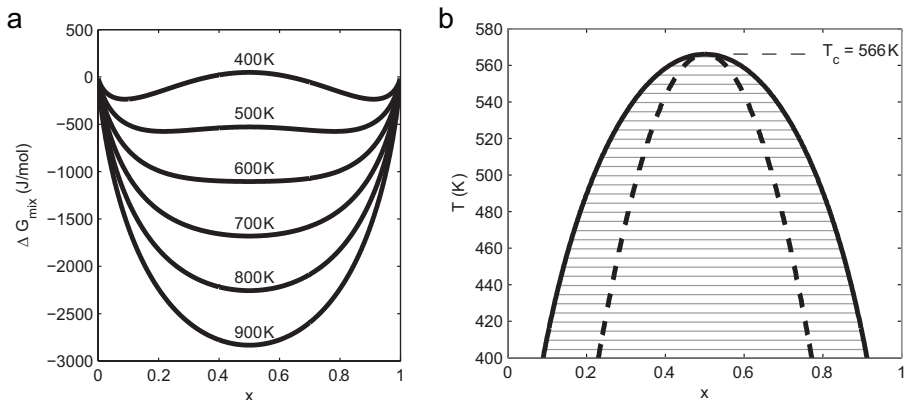 a
500
0
−500
−1000
−1500
−2000
−2500
−3000
Δ G_mix (J/mol)
400K
500K
600K
700K
800K
900K
0 0.2 0.4 0.6 0.8 1
x
b
580
560
540
520
500
480
460
440
420
400
T (K)
T_c = 566K
0 0.2 0.4 0.6 0.8 1
x